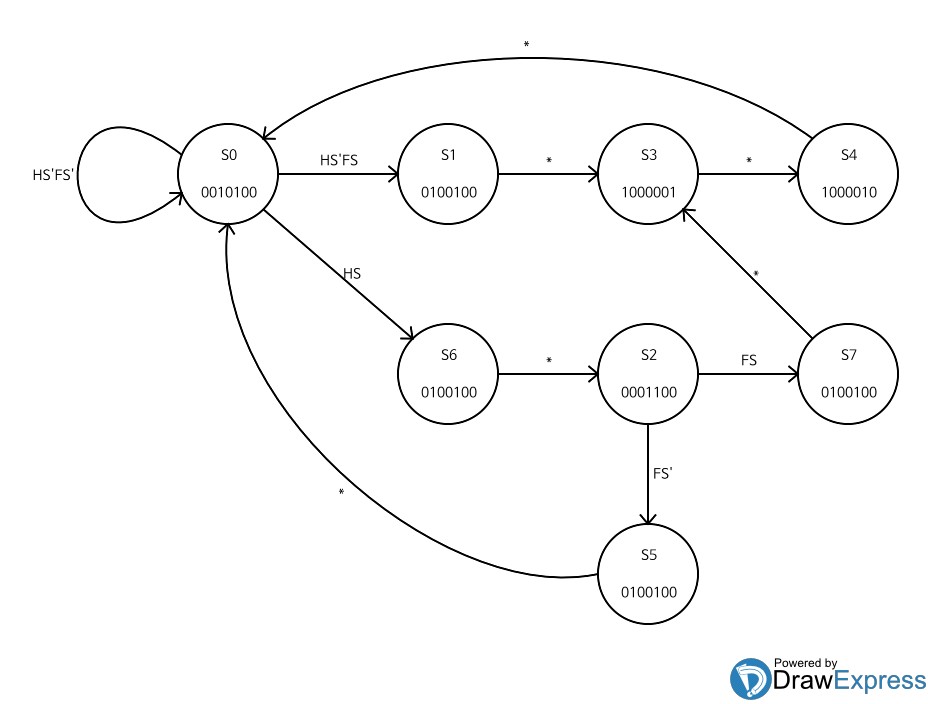 *
S0
0010100
HS'FS'
HS'FS
S1
0100100
*
S3
1000001
*
S4
1000010
HS
*
S6
0100100
*
S2
0001100
FS
S7
0100100
FS'
*
S5
0100100
Powered by
DrawExpress